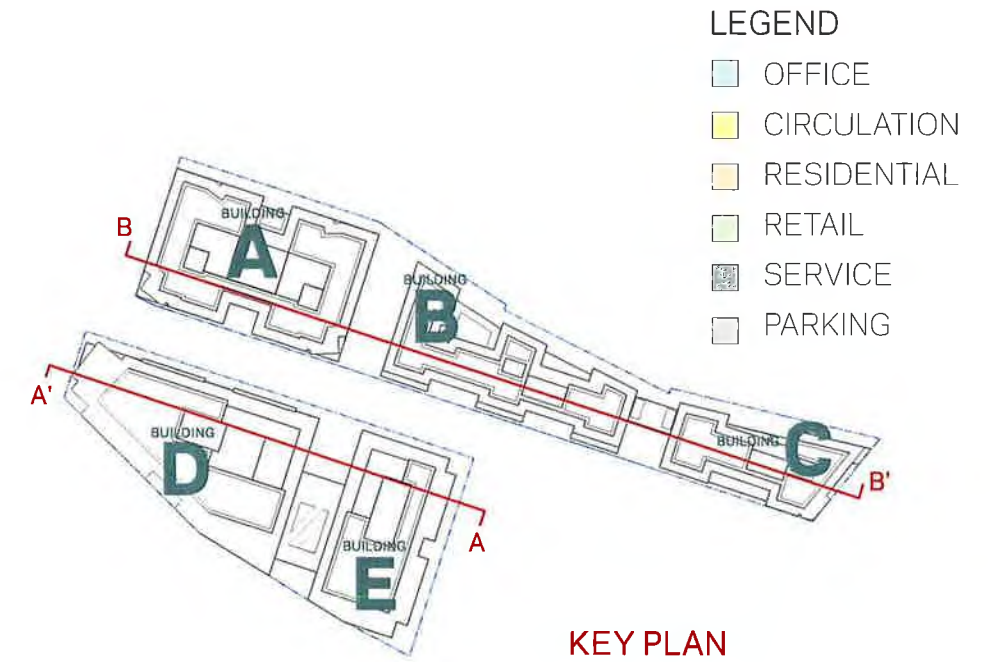 LEGEND
OFFICE
CIRCULATION
RESIDENTIAL
RETAIL
SERVICE
PARKING
B
BUILDING
A
BUILDING
B
A'
BUILDING
D
BUILDING
C
B'
A
BUILDING
E
KEY PLAN